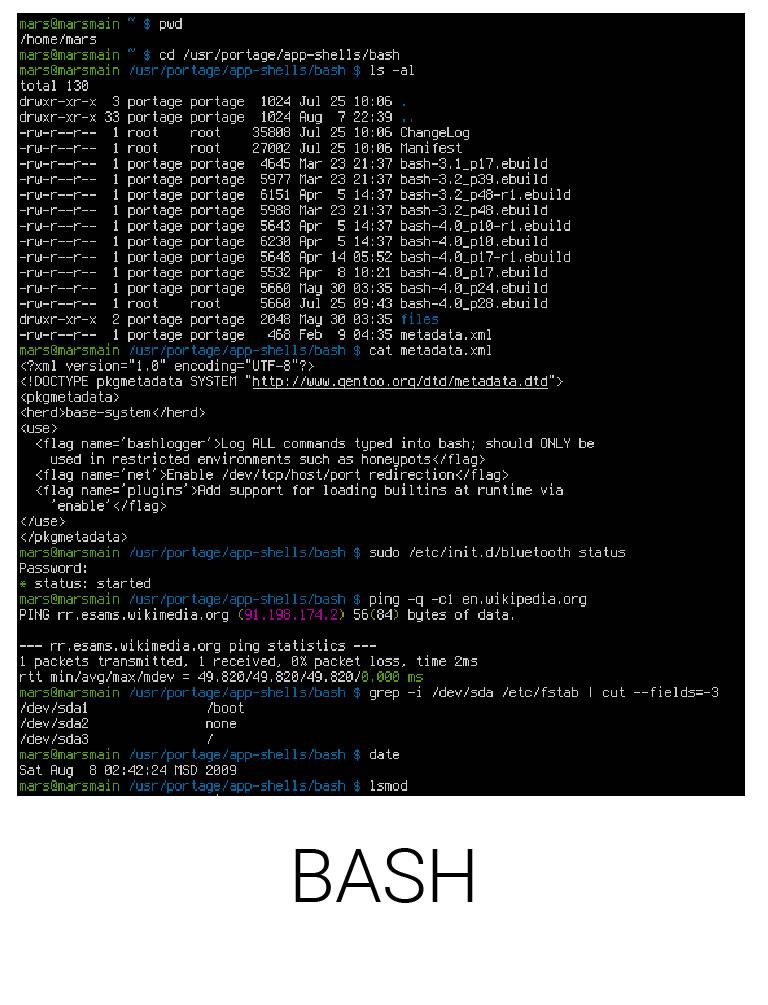 mars@marsmain ~ $ pwd
/home/mars
mars@marsmain ~ $ cd /usr/portage/app-shells/bash
mars@marsmain /usr/portage/app-shells/bash $ ls -al
total 130
drwxr-xr-x  3 portage portage  1024 Jul 25 10:06 .
drwxr-xr-x 33 portage portage  1024 Aug  7 22:39 ..
-rw-r--r--  1 root    root    35808 Jul 25 10:06 ChangeLog
-rw-r--r--  1 root    root    27002 Jul 25 10:06 Manifest
-rw-r--r--  1 portage portage  4645 Mar 23 21:37 bash-3.1_p17.ebuild
-rw-r--r--  1 portage portage  5977 Mar 23 21:37 bash-3.2_p39.ebuild
-rw-r--r--  1 portage portage  6151 Apr  5 14:37 bash-3.2_p48-r1.ebuild
-rw-r--r--  1 portage portage  5988 Mar 23 21:37 bash-3.2_p48.ebuild
-rw-r--r--  1 portage portage  5643 Apr  5 14:37 bash-4.0_p10-r1.ebuild
-rw-r--r--  1 portage portage  6230 Apr  5 14:37 bash-4.0_p10.ebuild
-rw-r--r--  1 portage portage  5648 Apr 14 05:52 bash-4.0_p17-r1.ebuild
-rw-r--r--  1 portage portage  5532 Apr  8 10:21 bash-4.0_p17.ebuild
-rw-r--r--  1 portage portage  5660 May 30 03:35 bash-4.0_p24.ebuild
-rw-r--r--  1 root    root     5660 Jul 25 09:43 bash-4.0_p28.ebuild
drwxr-xr-x  2 portage portage  2048 May 30 03:35 files
-rw-r--r--  1 portage portage   468 Feb  9 04:35 metadata.xml
mars@marsmain /usr/portage/app-shells/bash $ cat metadata.xml
<?xml version="1.0" encoding="UTF-8"?>
<!DOCTYPE pkgmetadata SYSTEM "http://www.gentoo.org/dtd/metadata.dtd">
<pkgmetadata>
<herd>base-system</herd>
<use>
  <flag name='bashlogger'>Log ALL commands typed into bash; should ONLY be
    used in restricted environments such as honeypots</flag>
  <flag name='net'>Enable /dev/tcp/host/port redirection</flag>
  <flag name='plugins'>Add support for loading builtins at runtime via
    'enable'</flag>
</use>
</pkgmetadata>
mars@marsmain /usr/portage/app-shells/bash $ sudo /etc/init.d/bluetooth status
Password:
* status: started
mars@marsmain /usr/portage/app-shells/bash $ ping -q -c1 en.wikipedia.org
PING rr.esams.wikimedia.org (91.198.174.2) 56(84) bytes of data.

--- rr.esams.wikimedia.org ping statistics ---
1 packets transmitted, 1 received, 0% packet loss, time 2ms
rtt min/avg/max/mdev = 49.820/49.820/49.820/0.000 ms
mars@marsmain /usr/portage/app-shells/bash $ grep -i /dev/sda /etc/fstab | cut --fields=-3
/dev/sda1               /boot
/dev/sda2               none
/dev/sda3               /
mars@marsmain /usr/portage/app-shells/bash $ date
Sat Aug  8 02:42:24 MSD 2009
mars@marsmain /usr/portage/app-shells/bash $ lsmod
BASH